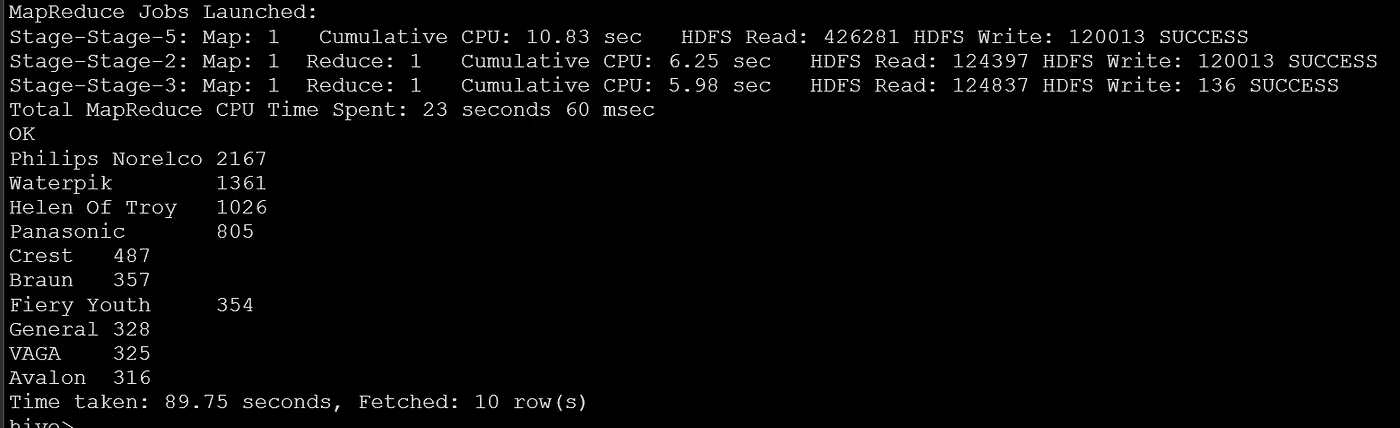 MapReduce Jobs Launched:
Stage-Stage-5: Map: 1   Cumulative CPU: 10.83 sec   HDFS Read: 426281 HDFS Write: 120013 SUCCESS
Stage-Stage-2: Map: 1  Reduce: 1   Cumulative CPU: 6.25 sec   HDFS Read: 124397 HDFS Write: 120013 SUCCESS
Stage-Stage-3: Map: 1  Reduce: 1   Cumulative CPU: 5.98 sec   HDFS Read: 124837 HDFS Write: 136 SUCCESS
Total MapReduce CPU Time Spent: 23 seconds 60 msec
OK
Philips Norelco 2167
Waterpik        1361
Helen Of Troy   1026
Panasonic       805
Crest   487
Braun   357
Fiery Youth     354
General 328
VAGA    325
Avalon  316
Time taken: 89.75 seconds, Fetched: 10 row(s)
hive>